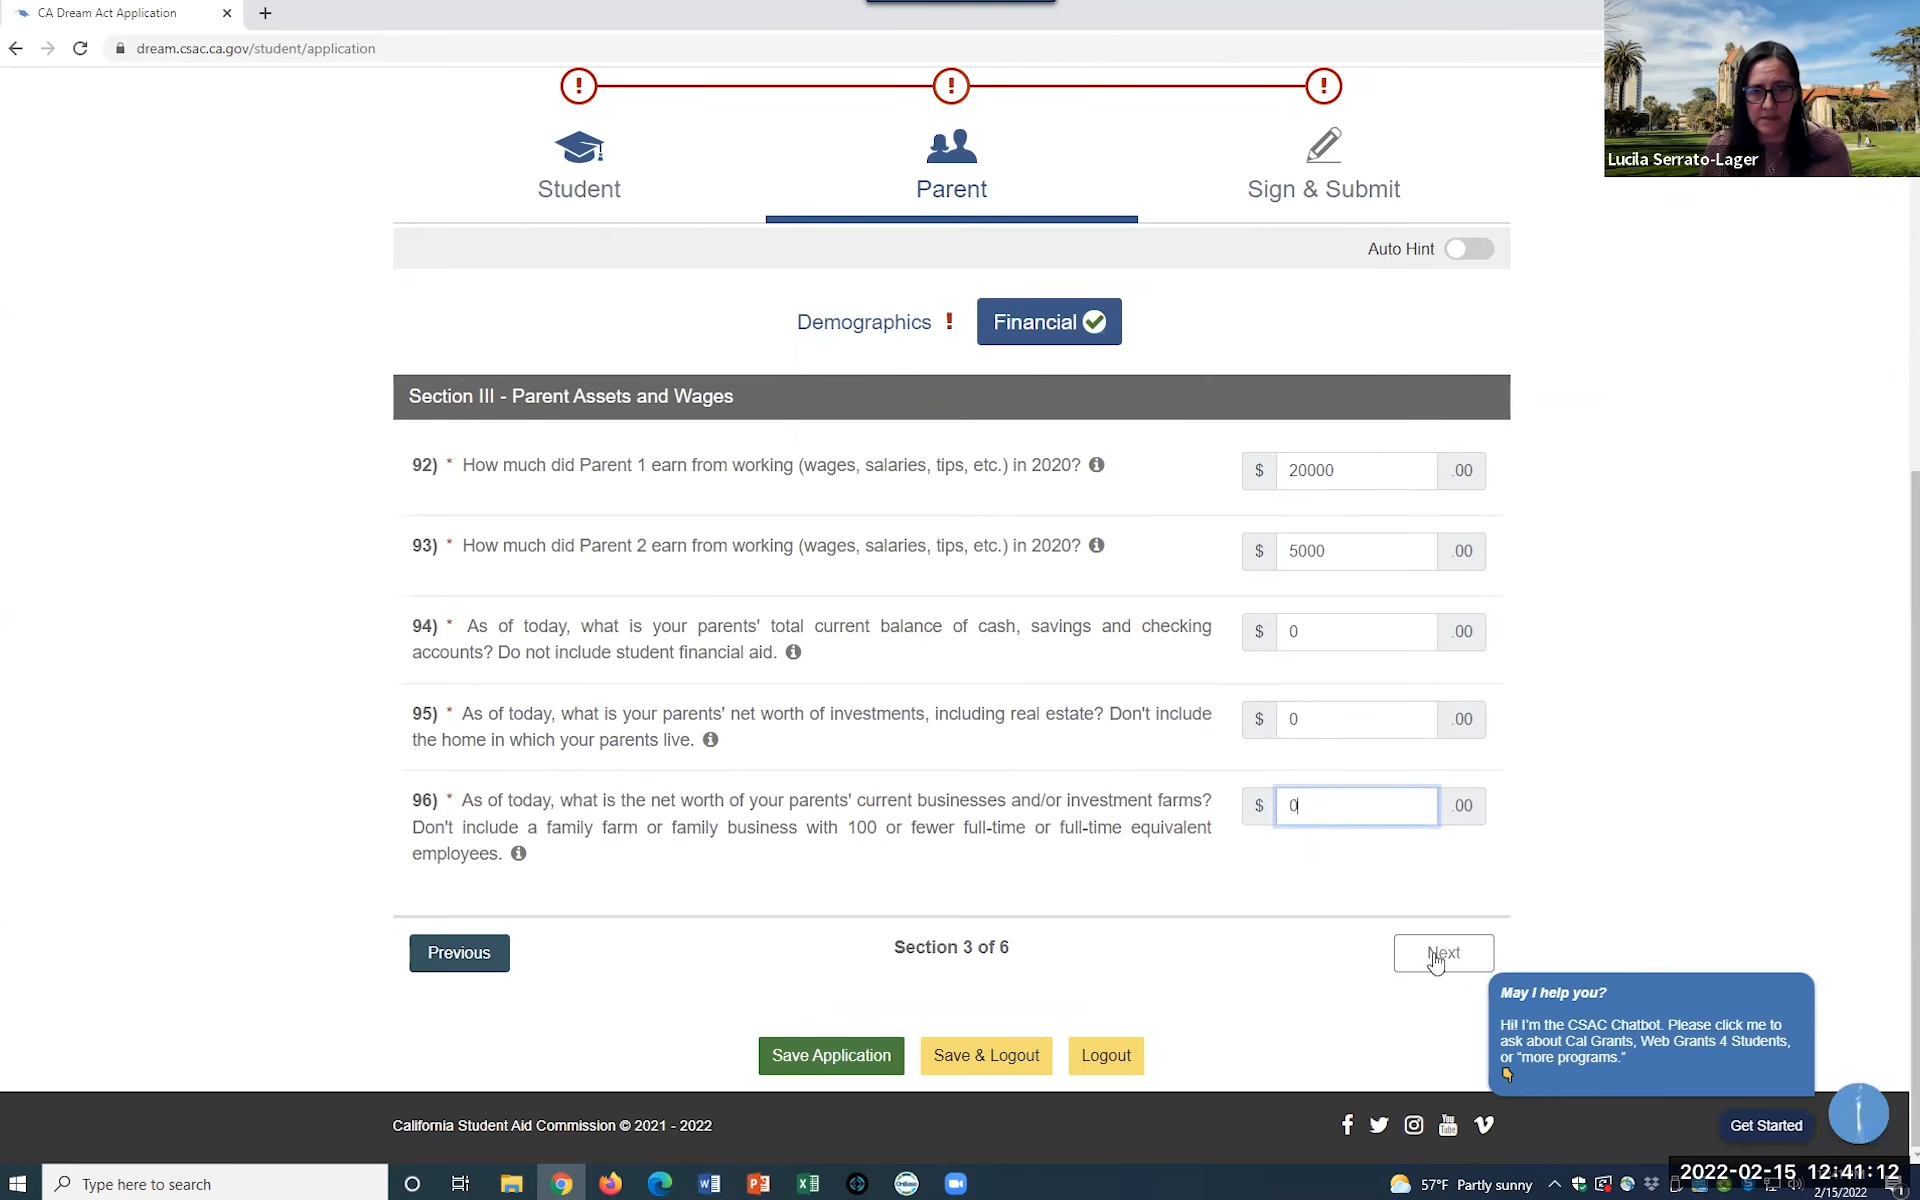 CA Dream Act Application
dream.csac.ca.gov/student/application
Lucila Serrato-Lager
! ! !
Student
Parent
Sign & Submit
Auto Hint
Demographics !
Financial
Section III - Parent Assets and Wages
92) * How much did Parent 1 earn from working (wages, salaries, tips, etc.) in 2020?
$ 20000 .00
93) * How much did Parent 2 earn from working (wages, salaries, tips, etc.) in 2020?
$ 5000 .00
94) * As of today, what is your parents' total current balance of cash, savings and checking
accounts? Do not include student financial aid.
$ 0 .00
95) * As of today, what is your parents' net worth of investments, including real estate? Don't include
the home in which your parents live.
$ 0 .00
96) * As of today, what is the net worth of your parents' current businesses and/or investment farms?
Don't include a family farm or family business with 100 or fewer full-time or full-time equivalent
employees.
$ 0 .00
Previous
Section 3 of 6
Next
May I help you?
Hi! I'm the CSAC Chatbot. Please click me to
ask about Cal Grants, Web Grants 4 Students,
or "more programs."
Save Application
Save & Logout
Logout
California Student Aid Commission © 2021 - 2022
You
Tube
Get Started
Type here to search
57°F Partly sunny
2022-02-15 12:41:12
2/15/2022